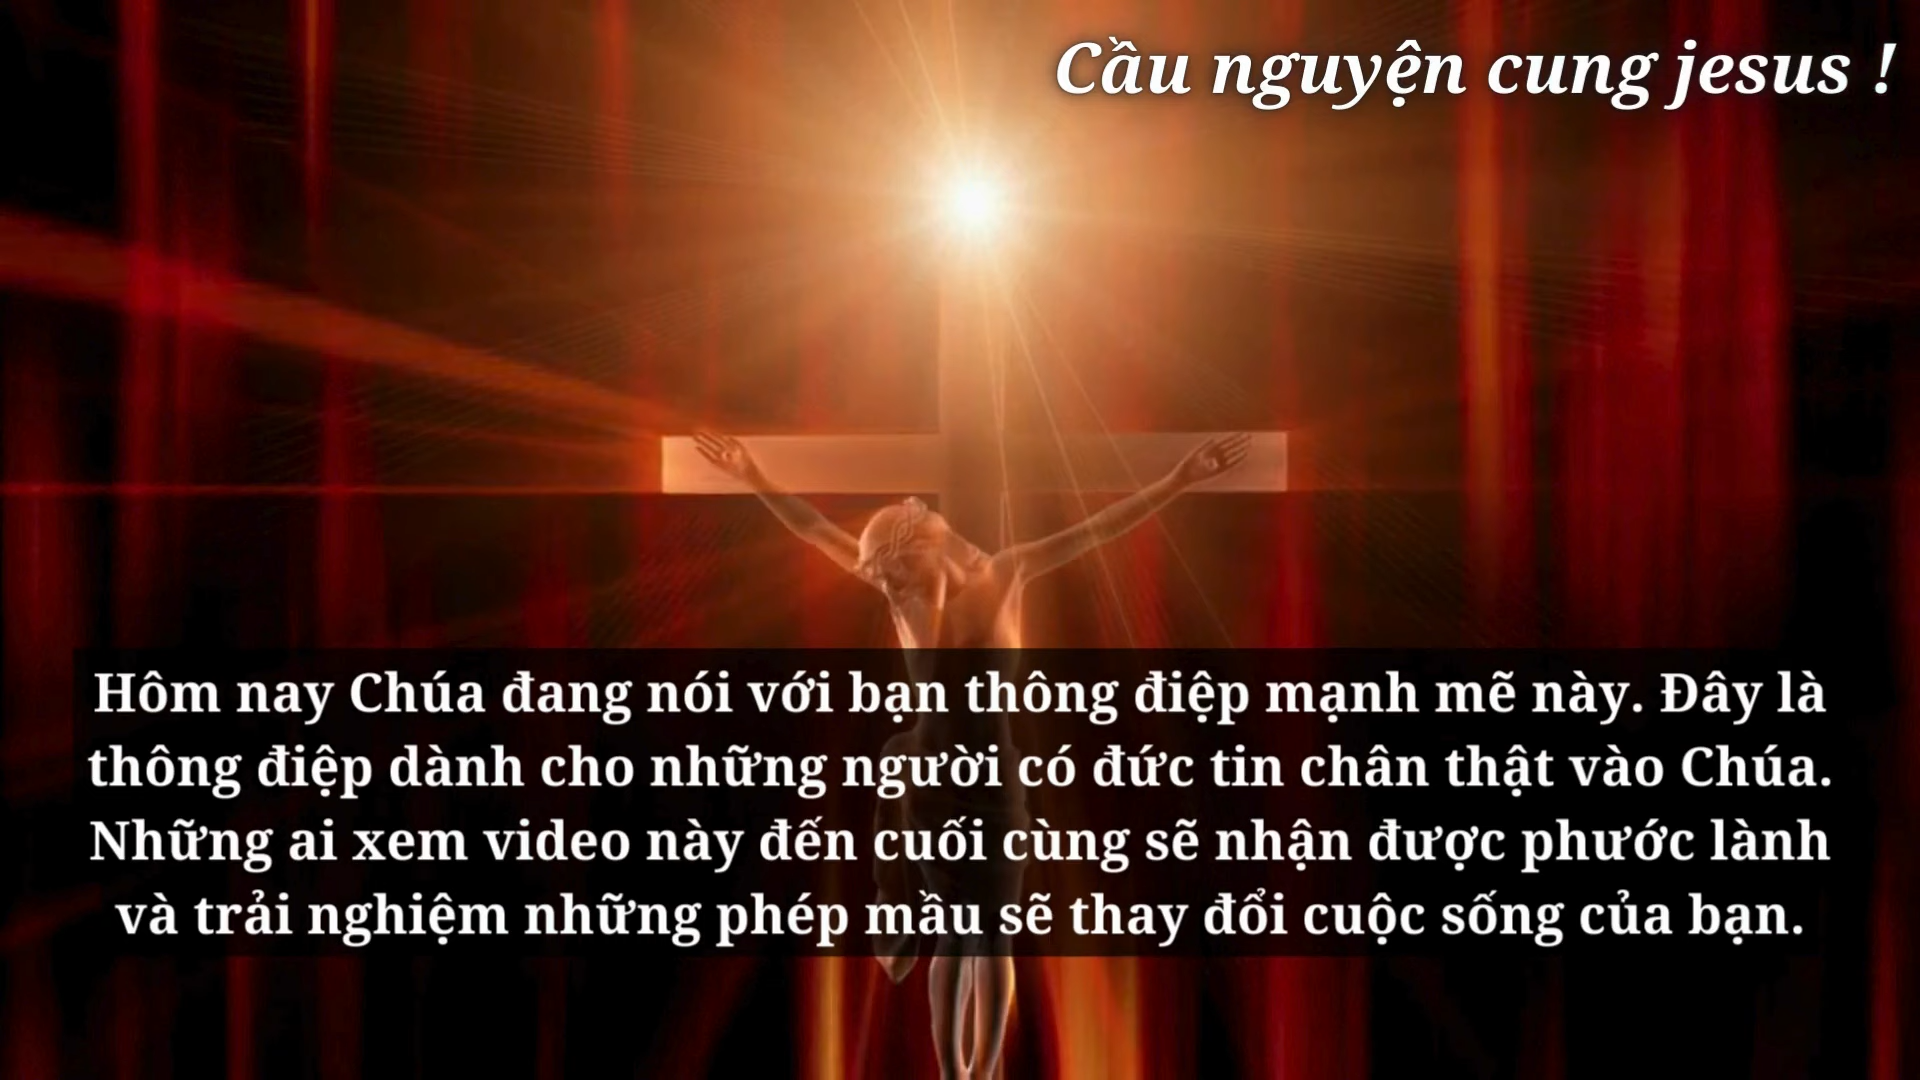 Cầu nguyện cung jesus !
Hôm nay Chúa đang nói với bạn thông điệp mạnh mẽ này. Đây là
thông điệp dành cho những người có đức tin chân thật vào Chúa.
Những ai xem video này đến cuối cùng sẽ nhận được phước lành
và trải nghiệm những phép mầu sẽ thay đổi cuộc sống của bạn.